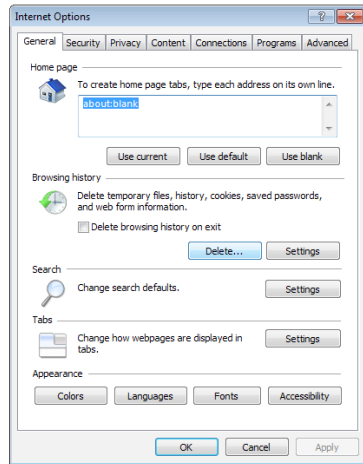 Internet Options
General Security Privacy Content Connections Programs Advanced
Home page
To create home page tabs, type each address on its own line.
about:blank
Use current Use default Use blank
Browsing history
Delete temporary files, history, cookies, saved passwords,
and web form information.
Delete browsing history on exit
Delete... Settings
Search
Change search defaults. Settings
Tabs
Change how webpages are displayed in
tabs. Settings
Appearance
Colors Languages Fonts Accessibility
OK Cancel Apply